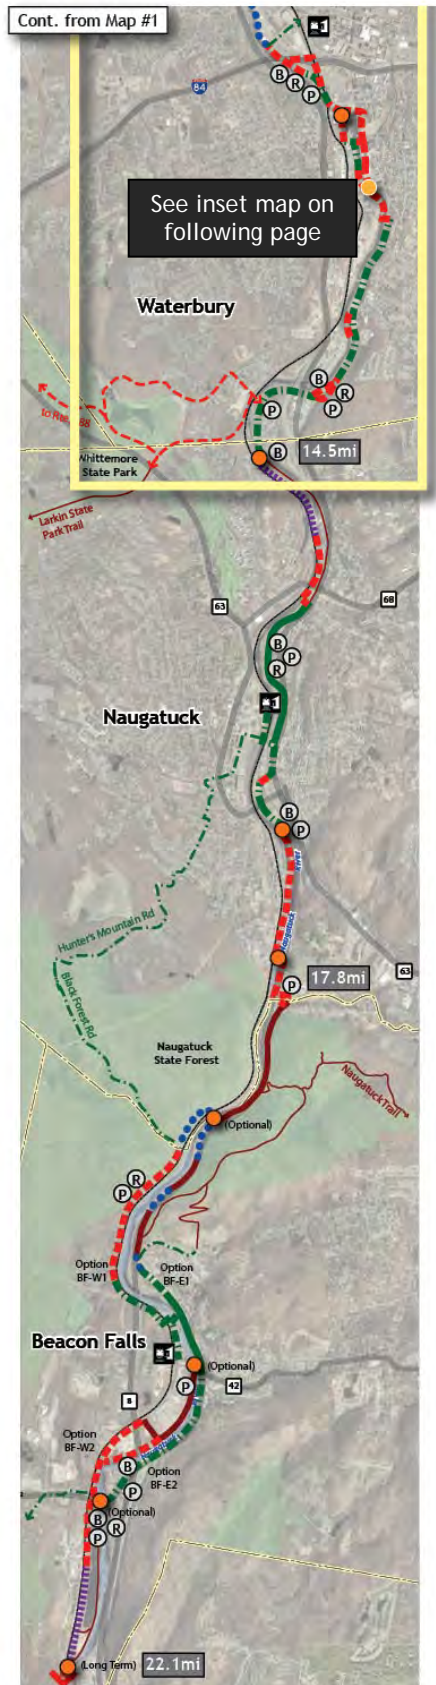 Cont. from Map #1
84
B
R
P
See inset map on
following page
Waterbury
B
R
P
P
B
14.5mi
Whittemore
State Park
Larkin State
Park Trail
63
68
B
P
R
Naugatuck
B
P
River
Naugatuck
Hunter's Mountain Rd
Black Forest Rd
63
17.8mi
P
Naugatuck
State Forest
Naugatuck Trail
(Optional)
R
P
Option
BF-W1
Option
BF-E1
Beacon Falls
(Optional)
P
42
8
Option
BF-W2
Naugatuck
B
Option
BF-E2
P
(Optional)
B
R
P
(Long Term)
22.1mi